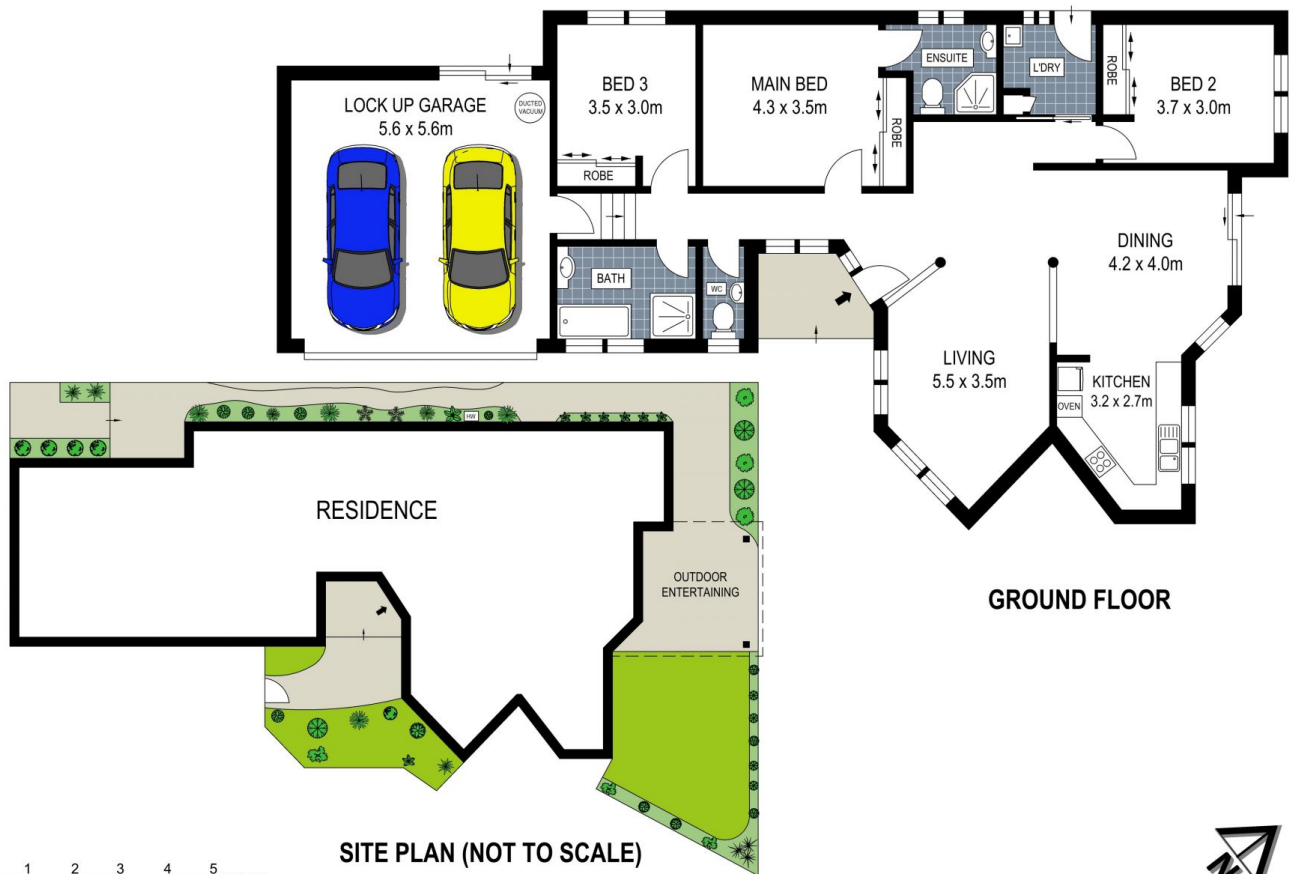 LOCK UP GARAGE
5.6 x 5.6m
DUCTED
VACUUM
BED 3
3.5 x 3.0m
ROBE
MAIN BED
4.3 x 3.5m
ROBE
ENSUITE
L'DRY
ROBE
BED 2
3.7 x 3.0m
BATH
WC
DINING
4.2 x 4.0m
LIVING
5.5 x 3.5m
KITCHEN
3.2 x 2.7m
OVEN
GROUND FLOOR
HW
RESIDENCE
OUTDOOR
ENTERTAINING
SITE PLAN (NOT TO SCALE)
1 2 3 4 5
N